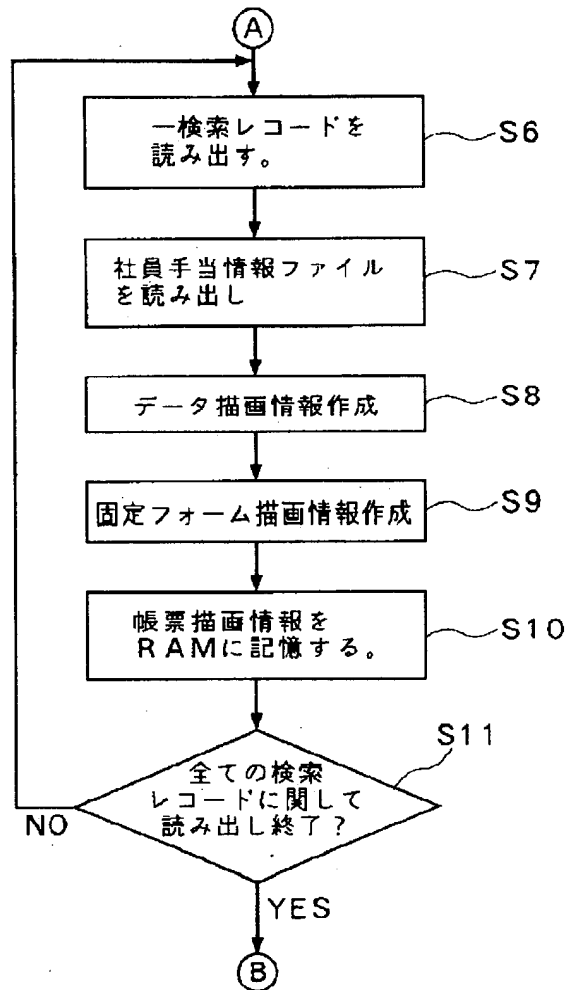 A
一検索レコードを
読み出す。
S6
社員手当情報ファイル
を読み出し
S7
データ描画情報作成
S8
固定フォーム描画情報作成
S9
帳票描画情報を
RAMに記憶する。
S10
S11
全ての検索
レコードに関して
読み出し終了?
NO
YES
B